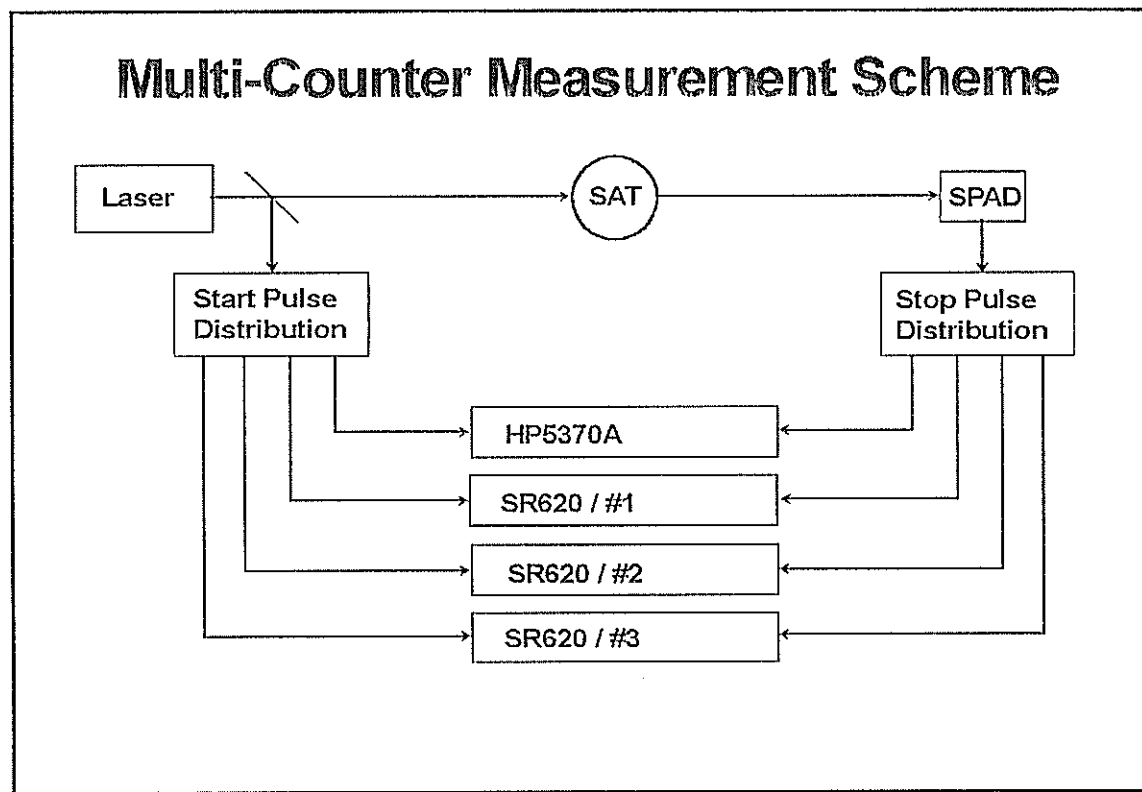 Multi-Counter Measurement Scheme
Laser
SAT
SPAD
Start Pulse
Distribution
Stop Pulse
Distribution
HP5370A
SR620 / #1
SR620 / #2
SR620 / #3